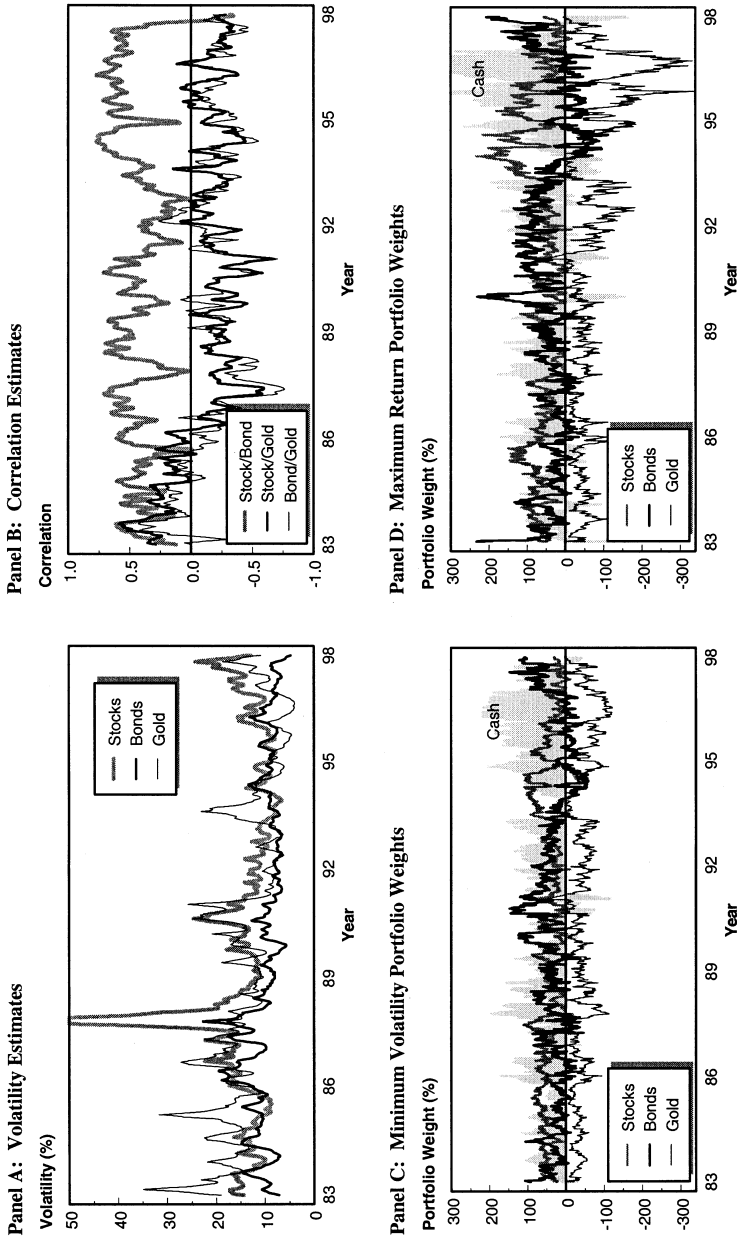 Panel A: Volatility Estimates
Volatility (%)
50
40
30
20
10
0
Stocks
Bonds
Gold
83
86
89
92
95
98
Year
Panel B: Correlation Estimates
Correlation
1.0
0.5
0.0
-0.5
-1.0
Stock/Bond
Stock/Gold
Bond/Gold
83
86
89
92
95
98
Year
Panel C: Minimum Volatility Portfolio Weights
Portfolio Weight (%)
300
200
100
0
-100
-200
-300
Cash
Stocks
Bonds
Gold
83
86
89
92
95
98
Year
Panel D: Maximum Return Portfolio Weights
Portfolio Weight (%)
300
200
100
0
-100
-200
-300
Cash
Stocks
Bonds
Gold
83
86
89
92
95
98
Year